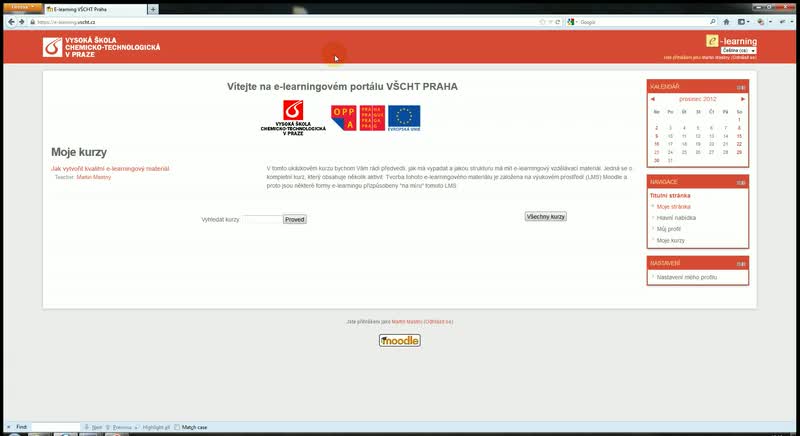 Firefox
E-learning VŠCHT Praha
https://e-learning.vscht.cz
Google
VYSOKÁ ŠKOLA
CHEMICKO-TECHNOLOGICKÁ
V PRAZE
e -learning
Čeština (cs)
Jste přihlášeni jako Martin Mastny (Odhlásit se)
Vítejte na e-learningovém portálu VŠCHT PRAHA
VYSOKÁ ŠKOLA
CHEMICKO-TECHNOLOGICKÁ
V PRAZE
OPP
A
PRAHA
PRAGUE
PRAGA
PRAG
EVROPSKÁ UNIE
Moje kurzy
Jak vytvořit kvalitní e-learningový materiál
Teacher: Martin Mastny
V tomto ukázkovém kurzu bychom Vám rádi předvedli, jak má vypadat a jakou strukturu má mít e-learningový vzdělávací materiál. Jedná se o
kompletní kurz, který obsahuje několik aktivit. Tvorba tohoto e-learningového materiálu je založena na výukovém prostředí (LMS) Moodle a
proto jsou některé formy e-learningu přizpůsobeny "na míru" tomuto LMS
Vyhledat kurzy:
Proveď
Všechny kurzy
KALENDÁŘ
prosinec 2012
Po Út St Čt Pá So Ne
1
2 3 4 5 6 7 8
9 10 11 12 13 14 15
16 17 18 19 20 21 22
23 24 25 26 27 28 29
30 31
NAVIGACE
Titulní stránka
Moje stránka
Hlavní nabídka
Můj profil
Moje kurzy
NASTAVENÍ
Nastavení mého profilu
Jste přihlášeni jako Martin Mastny (Odhlásit se)
moodle
Find:
Next
Previous
Highlight all
Match case